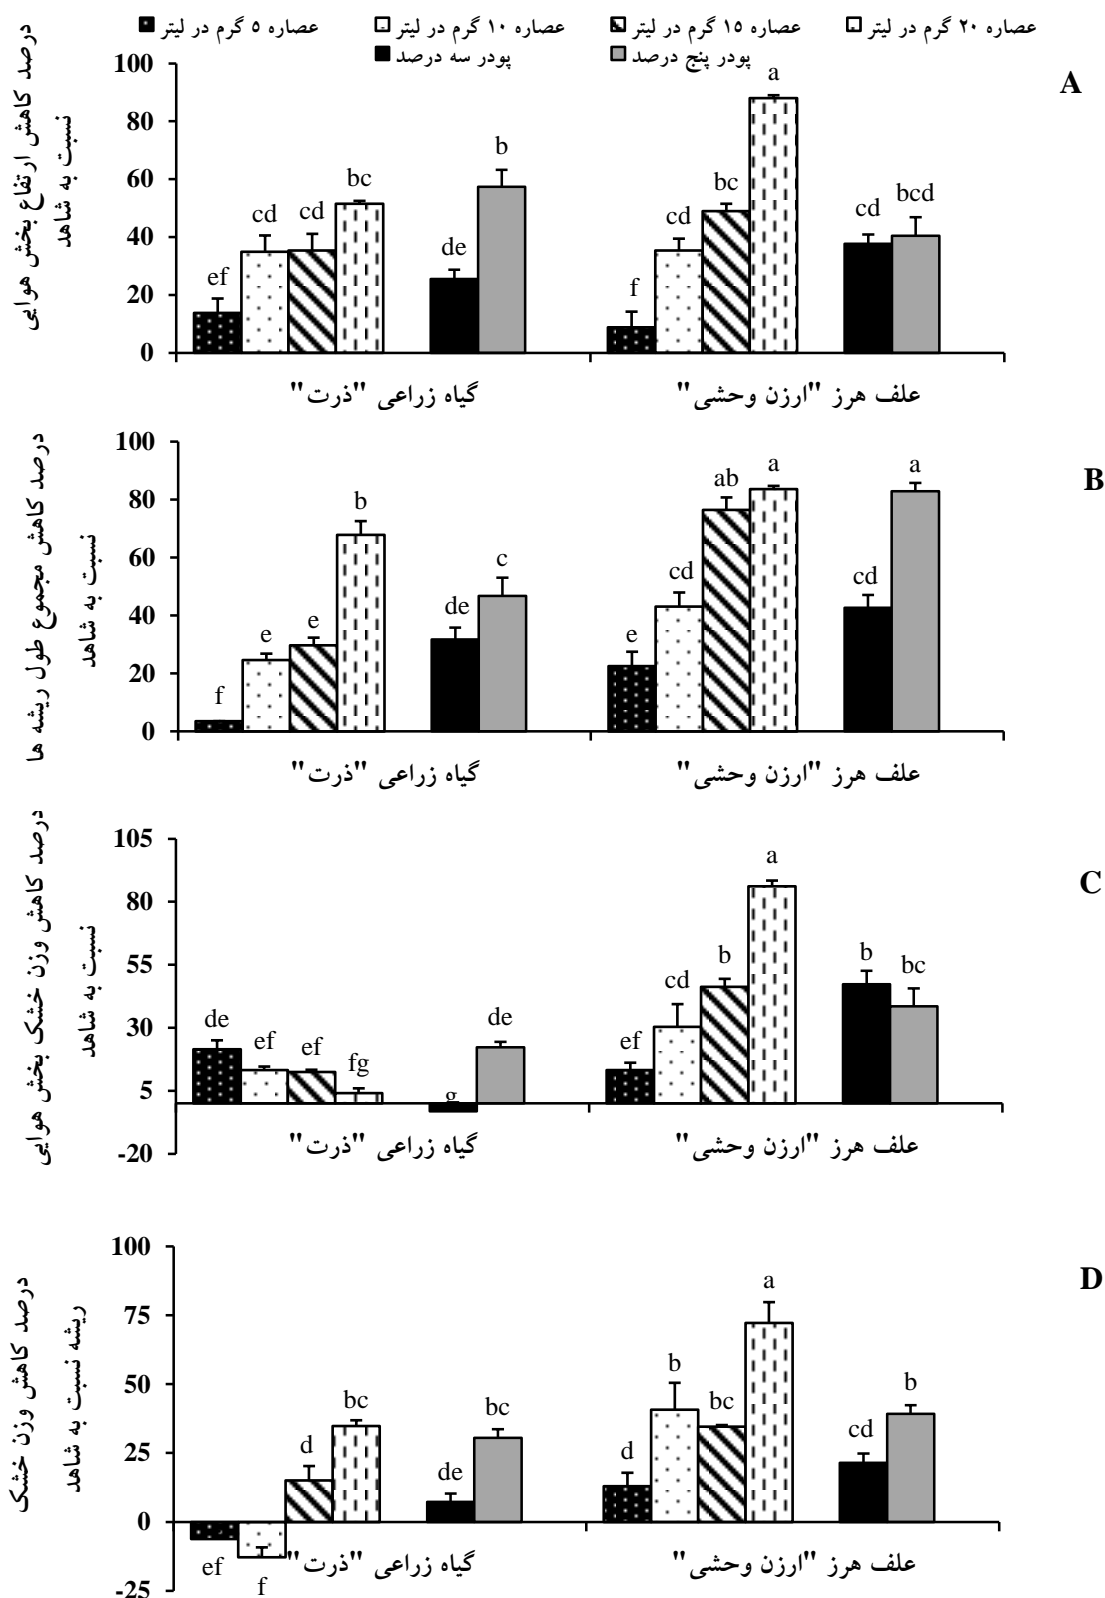 عصاره ۵ گرم در لیتر عصاره ۱۰ گرم در لیتر عصاره ۱۵ گرم در لیتر عصاره ۲۰ گرم در لیتر
پودر سه درصد پودر پنج درصد
A
درصد کاهش ارتفاع بخش هوایی
نسبت به شاهد
100
80
60
40
20
0
ef cd cd bc de b f cd bc a cd bcd
گیاه زراعی "ذرت" علف هرز "ارزن وحشی"
B
درصد کاهش مجموع طول ریشه ها
نسبت به شاهد
100
80
60
40
20
0
f e e b de c e cd ab a cd a
گیاه زراعی "ذرت" علف هرز "ارزن وحشی"
C
درصد کاهش وزن خشک بخش هوایی
نسبت به شاهد
105
80
55
30
5
-20
de ef ef fg g de ef cd b a b bc
گیاه زراعی "ذرت" علف هرز "ارزن وحشی"
D
درصد کاهش وزن خشک
ریشه نسبت به شاهد
100
75
50
25
0
-25
ef f d bc de bc d b bc a cd b
گیاه زراعی "ذرت" علف هرز "ارزن وحشی"